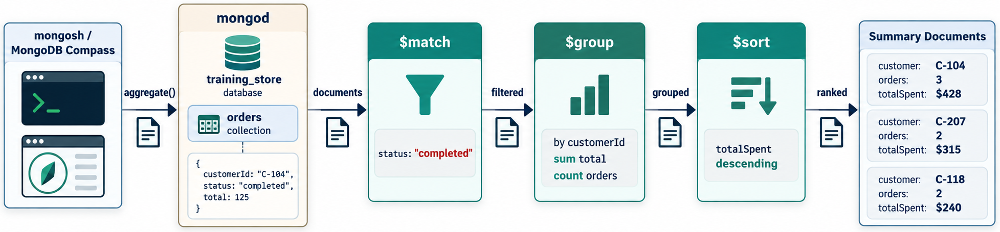 mongosh /
MongoDB Compass
aggregate()
mongod
training_store
database
orders
collection
{
customerId: "C-104",
status: "completed",
total: 125
}
documents
$match
status: "completed"
filtered
$group
by customerId
sum total
count orders
grouped
$sort
totalSpent
descending
ranked
Summary Documents
customer: C-104
orders: 3
totalSpent: $428
customer: C-207
orders: 2
totalSpent: $315
customer: C-118
orders: 2
totalSpent: $240